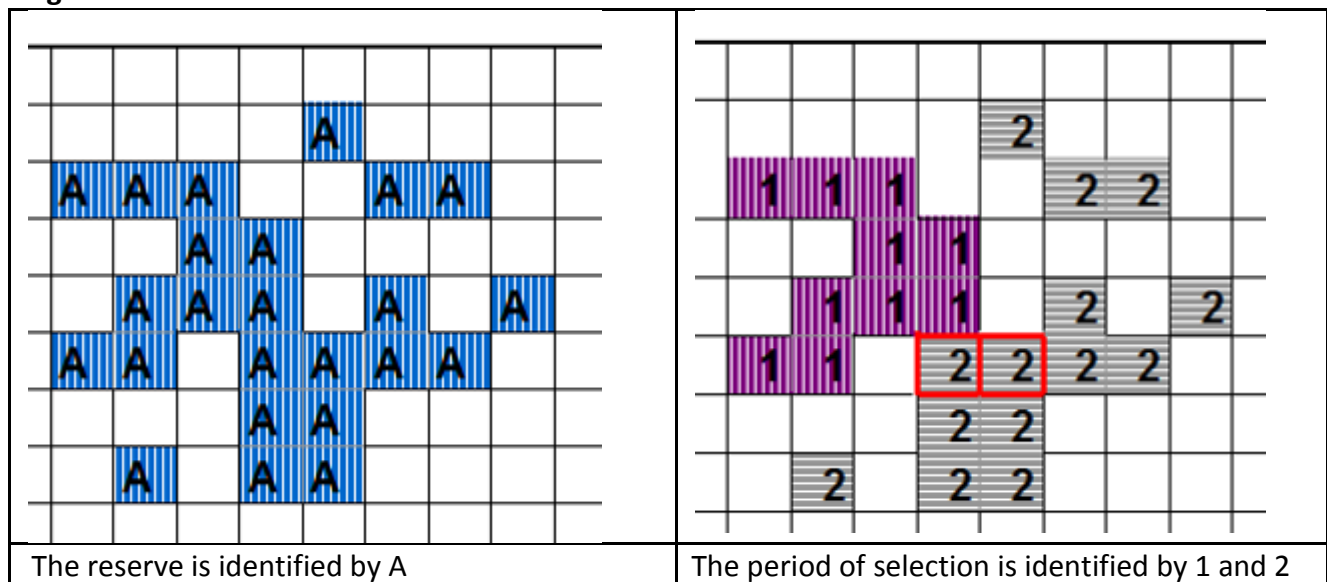 g
A
A A A A A
A A
A A A A A
A A A A A A
A A
A A A
The reserve is identified by A
2
1 1 1 2 2
1 1
1 1 1 2 2
1 1 2 2 2 2
2 2
2 2 2
The period of selection is identified by 1 and 2